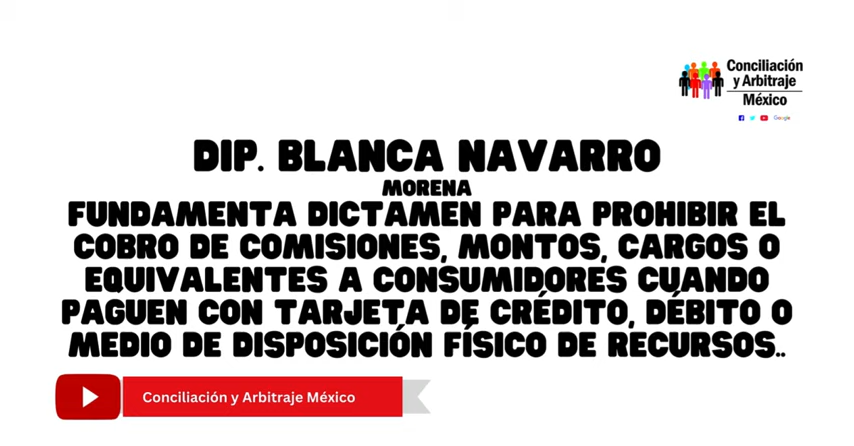 Conciliación
y Arbitraje
México
Google
DIP. BLANCA NAVARRO
MORENA
FUNDAMENTA DICTAMEN PARA PROHIBIR EL
COBRO DE COMISIONES, MONTOS, CARGOS O
EQUIVALENTES A CONSUMIDORES CUANDO
PAGUEN CON TARJETA DE CRÉDITO, DÉBITO O
MEDIO DE DISPOSICIÓN FÍSICO DE RECURSOS..
Conciliación y Arbitraje México